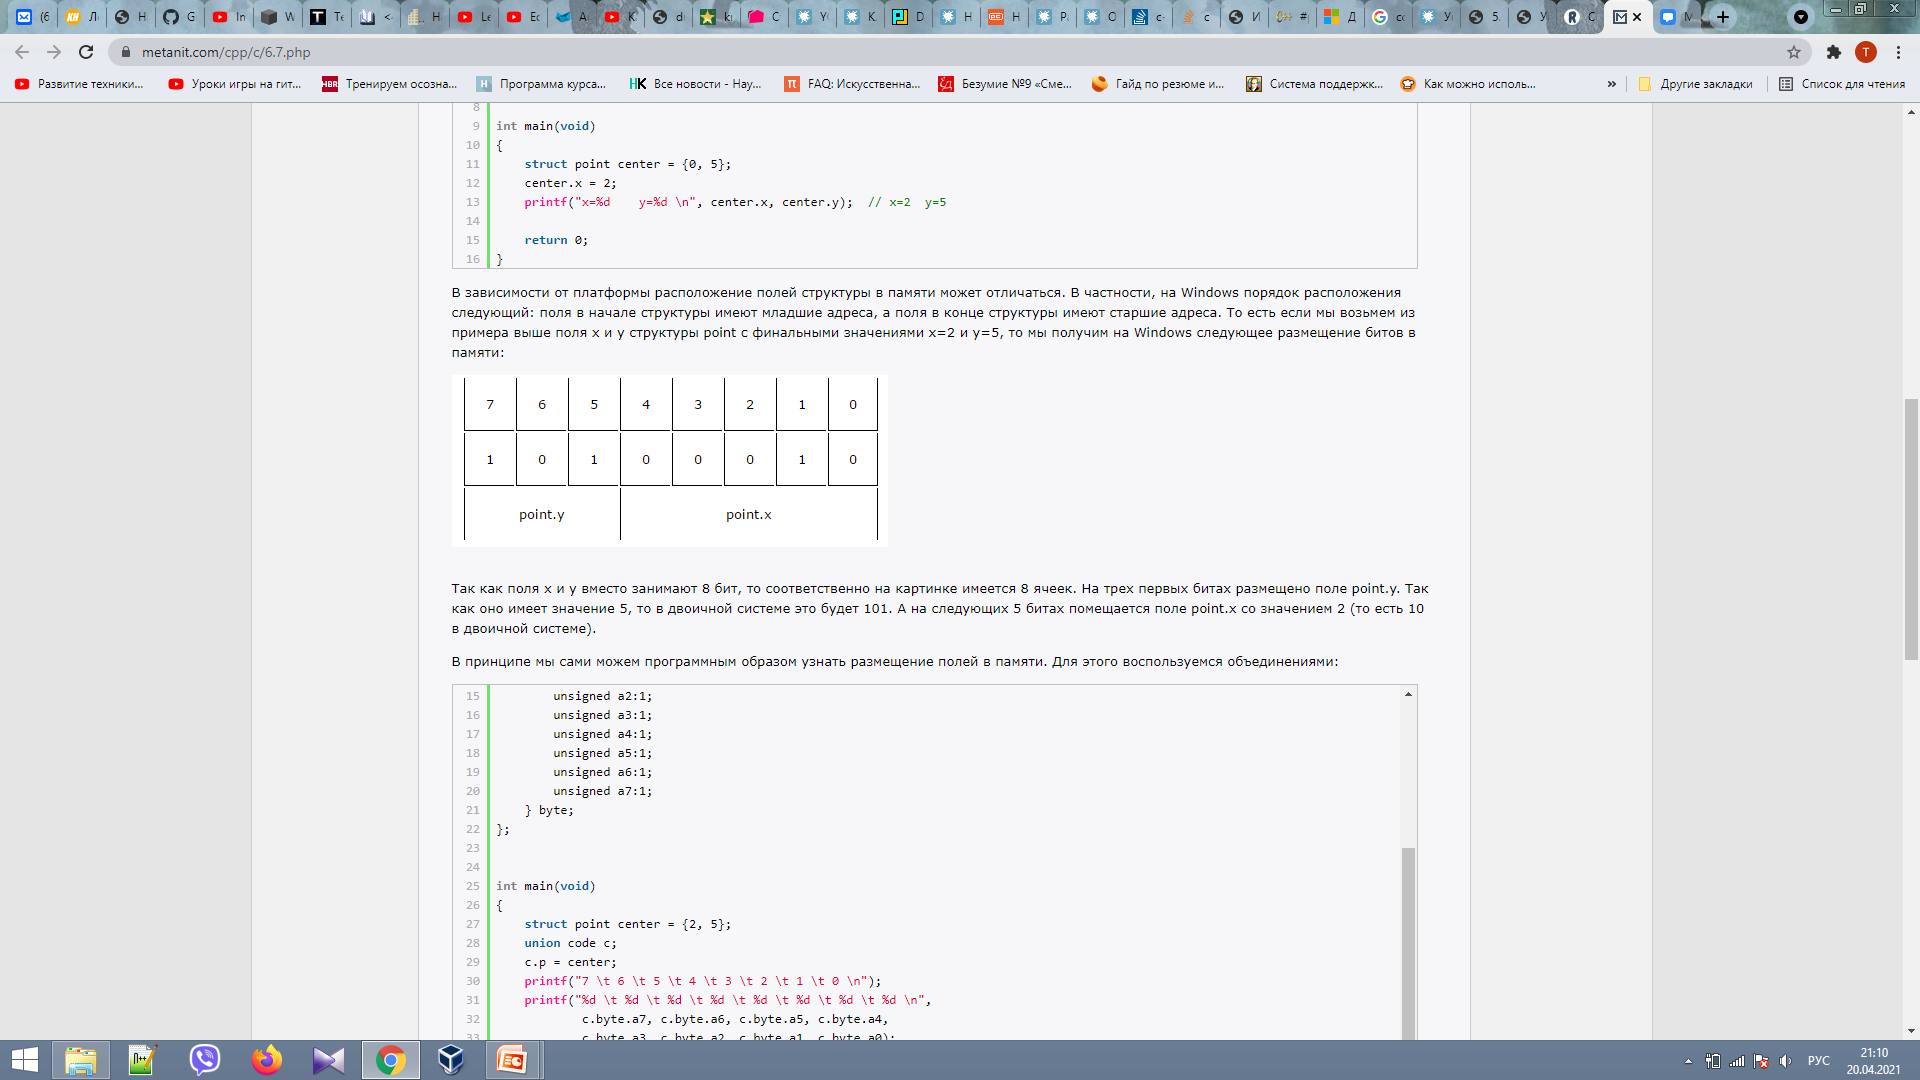 metanit.com/cpp/c/6.7.php
T
Развитие техники...
Уроки игры на гит...
Тренируем осозна...
Программа курса...
Все новости - Нау...
FAQ: Искусственна...
Безумие №9 «Сме...
Гайд по резюме и...
Система поддержк...
Как можно исполь...
»
Другие закладки
Список для чтения
8
9 int main(void)
10 {
11 struct point center = {0, 5};
12 center.x = 2;
13 printf("x=%d    y=%d \n", center.x, center.y);  // x=2  y=5
14
15 return 0;
16 }
В зависимости от платформы расположение полей структуры в памяти может отличаться. В частности, на Windows порядок расположения
следующий: поля в начале структуры имеют младшие адреса, а поля в конце структуры имеют старшие адреса. То есть если мы возьмем из
примера выше поля x и y структуры point с финальными значениями x=2 и y=5, то мы получим на Windows следующее размещение битов в
памяти:
7 6 5 4 3 2 1 0
1 0 1 0 0 0 1 0
point.y point.x
Так как поля x и y вместо занимают 8 бит, то соответственно на картинке имеется 8 ячеек. На трех первых битах размещено поле point.y. Так
как оно имеет значение 5, то в двоичной системе это будет 101. А на следующих 5 битах помещается поле point.x со значением 2 (то есть 10
в двоичной системе).
В принципе мы сами можем программным образом узнать размещение полей в памяти. Для этого воспользуемся объединениями:
15 unsigned a2:1;
16 unsigned a3:1;
17 unsigned a4:1;
18 unsigned a5:1;
19 unsigned a6:1;
20 unsigned a7:1;
21 } byte;
22 };
23
24
25 int main(void)
26 {
27 struct point center = {2, 5};
28 union code c;
29 c.p = center;
30 printf("7 \t 6 \t 5 \t 4 \t 3 \t 2 \t 1 \t 0 \n");
31 printf("%d \t %d \t %d \t %d \t %d \t %d \t %d \t %d \n",
32 c.byte.a7, c.byte.a6, c.byte.a5, c.byte.a4,
33 c.byte.a3, c.byte.a2, c.byte.a1, c.byte.a0);
РУС
21:10
20.04.2021